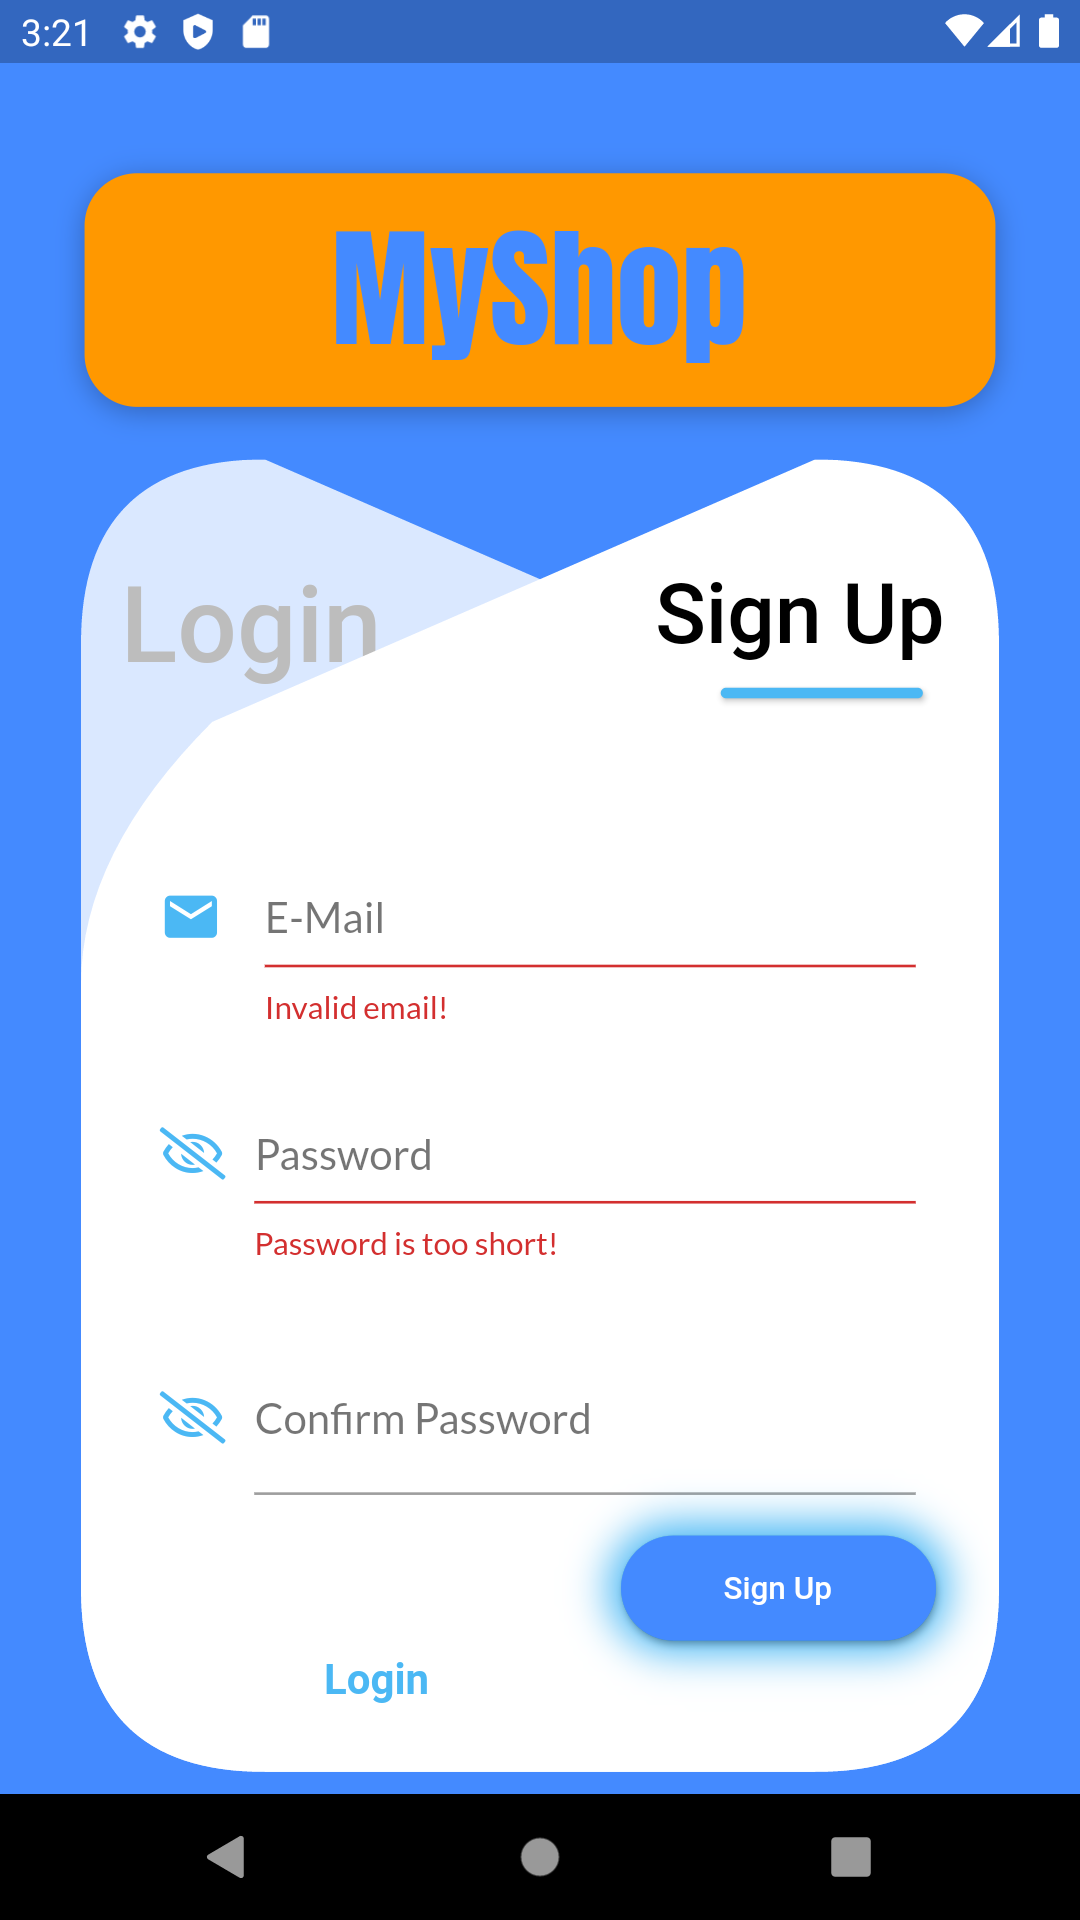 3:21
MyShop
Login
Sign Up
E-Mail
Invalid email!
Password
Password is too short!
Confirm Password
Sign Up
Login